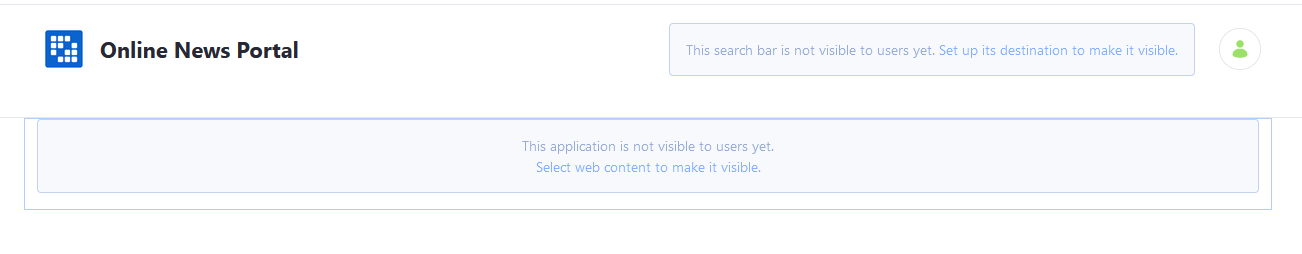 Online News Portal
This search bar is not visible to users yet. Set up its destination to make it visible.
This application is not visible to users yet.
Select web content to make it visible.